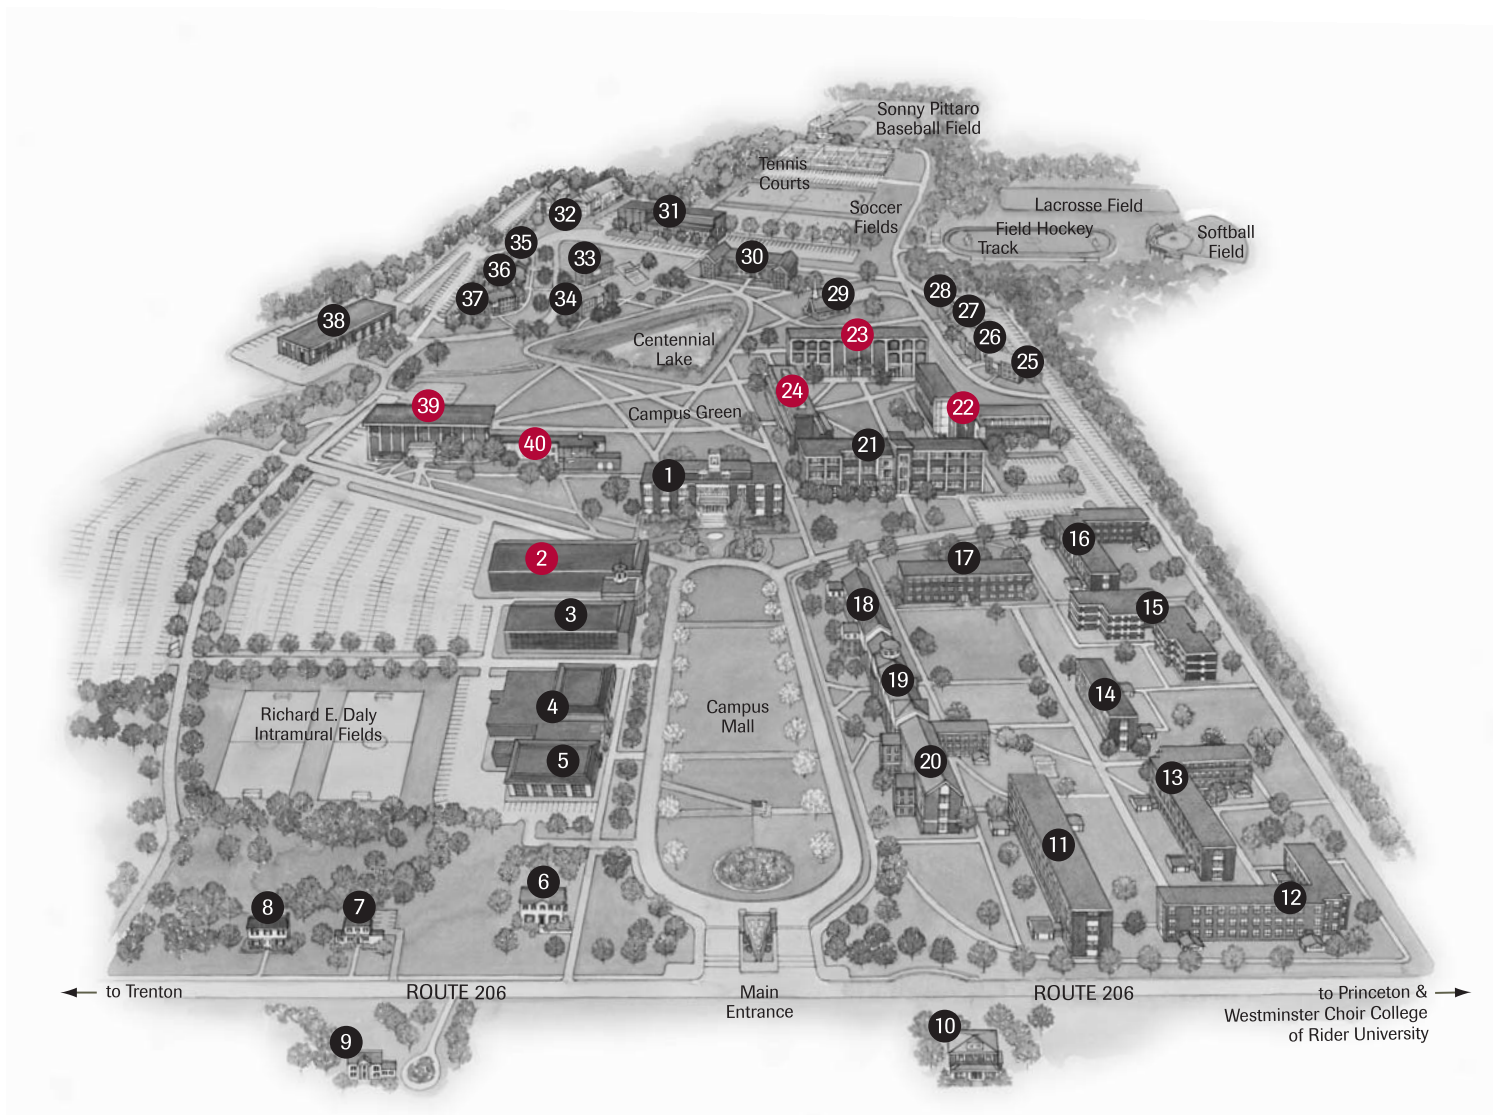 Sonny Pittaro
Baseball Field
Tennis
Courts
Lacrosse Field
Soccer
Fields
Field Hockey
Track
Softball
Field
32
31
35
33
30
36
37
34
29
28
27
26
25
38
23
Centennial
Lake
24
39
Campus Green
22
40
21
1
16
2
17
18
15
3
19
14
4
Campus
Mall
Richard E. Daly
Intramural Fields
5
20
13
11
6
12
8
7
to Trenton
ROUTE 206
Main
Entrance
ROUTE 206
to Princeton &
Westminster Choir College
of Rider University
9
10